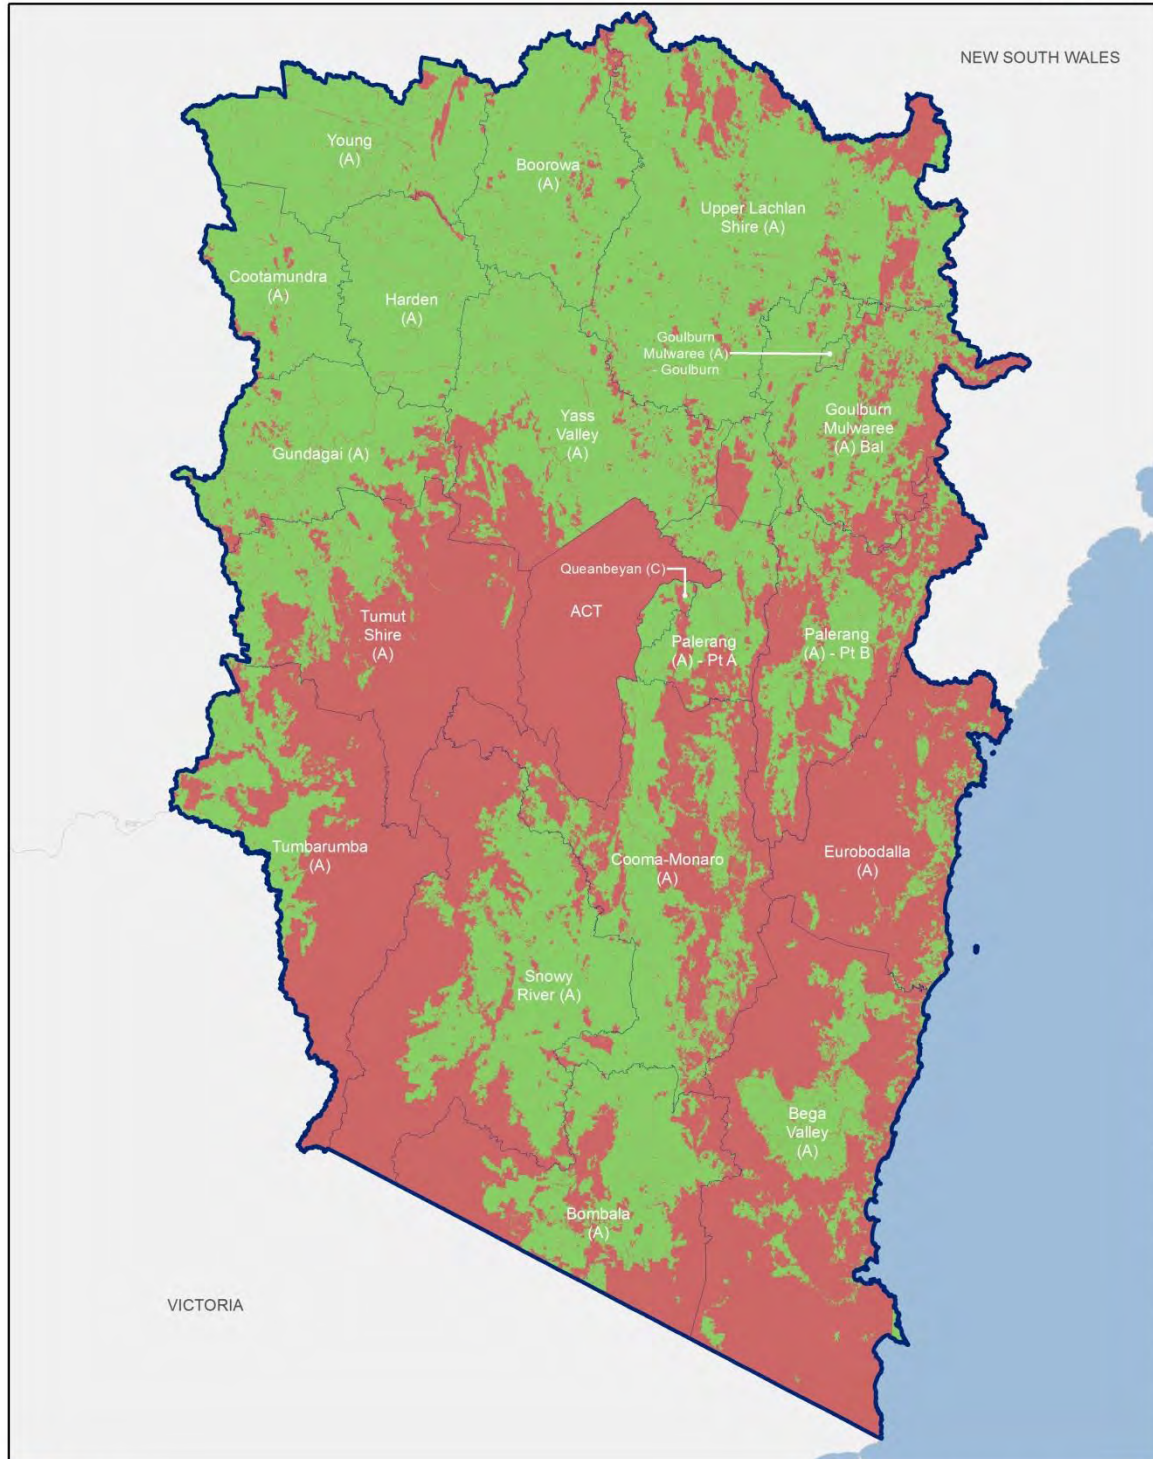 NEW SOUTH WALES
Young
(A)
Boorowa
(A)
Upper Lachlan
Shire (A)
Cootamundra
(A)
Harden
(A)
Goulburn
Mulwaree (A)
- Goulburn
Goulburn
Mulwaree
(A) Bal
Yass
Valley
(A)
Gundagai (A)
Queanbeyan (C)
ACT
Tumut
Shire
(A)
Palerang
(A) - Pt A
Palerang
(A) - Pt B
Tumbarumba
(A)
Cooma-Monaro
(A)
Eurobodalla
(A)
Snowy
River (A)
Bega
Valley
(A)
Bombala
(A)
VICTORIA